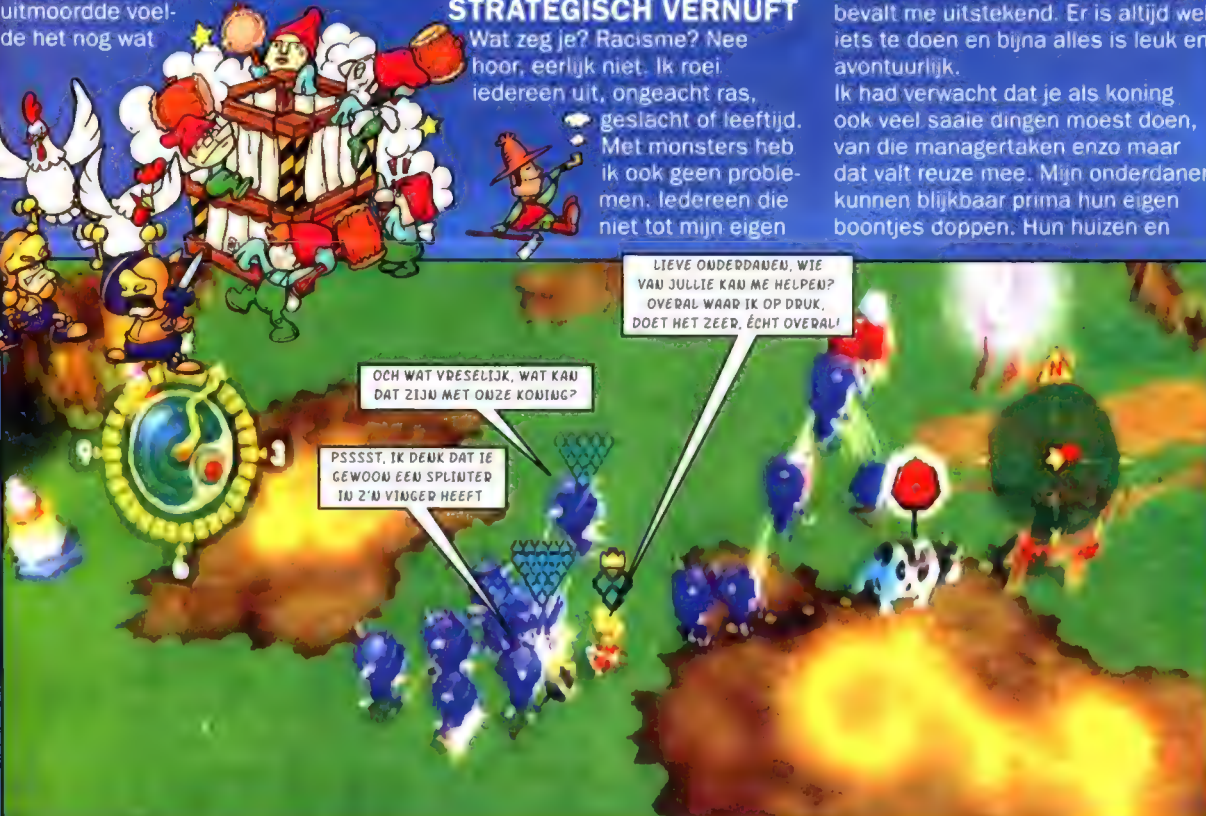 uitmoordde voel-
de het nog wat
STRATEGISCH VERNUFT
Wat zeg je? Racisme? Nee
hoor, eerlijk niet. Ik roei
iedereen uit, ongeacht ras,
geslacht of leeftijd.
Met monsters heb
ik ook geen proble-
men. Iedereen die
niet tot mijn eigen
bevalt me uitstekend. Er is altijd wel
iets te doen en bijna alles is leuk en
avontuurlijk.
Ik had verwacht dat je als koning
ook veel saaie dingen moest doen,
van die managertaken enzo maar
dat valt reuze mee. Mijn onderdanen
kunnen blijkbaar prima hun eigen
boontjes doppen. Hun huizen en
LIEVE ONDERDANEN, WIE
VAN JULLIE KAN ME HELPEN?
OVERAL WAAR IK OP DRUK,
DOET HET ZEER, ÉCHT OVERAL!
OCH WAT VRESELIJK, WAT KAN
DAT ZIJN MET ONZE KONING?
PSSSST, IK DENK DAT IE
GEWOON EEN SPLINTER
IN Z'N VINGER HEEFT
9
3
6
N